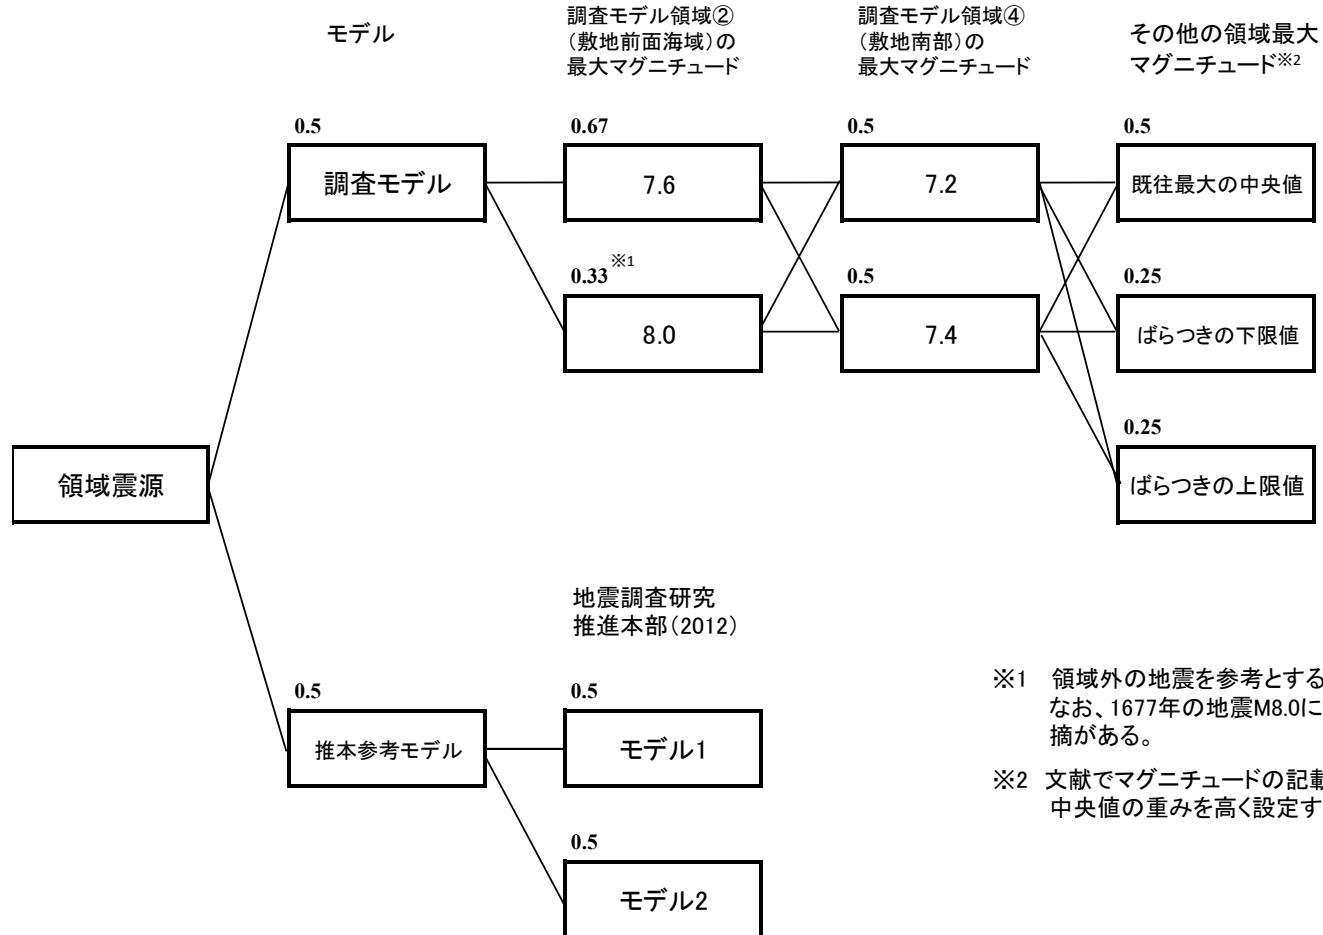 モデル
調査モデル領域②
(敷地前面海域)の
最大マグニチュード
調査モデル領域④
(敷地南部)の
最大マグニチュード
その他の領域最大
マグニチュード※2
0.5
調査モデル
0.67
7.6
0.5
7.2
0.5
既往最大の中央値
0.33※1
8.0
0.5
7.4
0.25
ばらつきの下限値
0.25
ばらつきの上限値
領域震源
地震調査研究
推進本部(2012)
0.5
推本参考モデル
0.5
モデル1
0.5
モデル2
※1 領域外の地震を参考とする
なお、1677年の地震M8.0に
摘がある。
※2 文献でマグニチュードの記載
中央値の重みを高く設定す